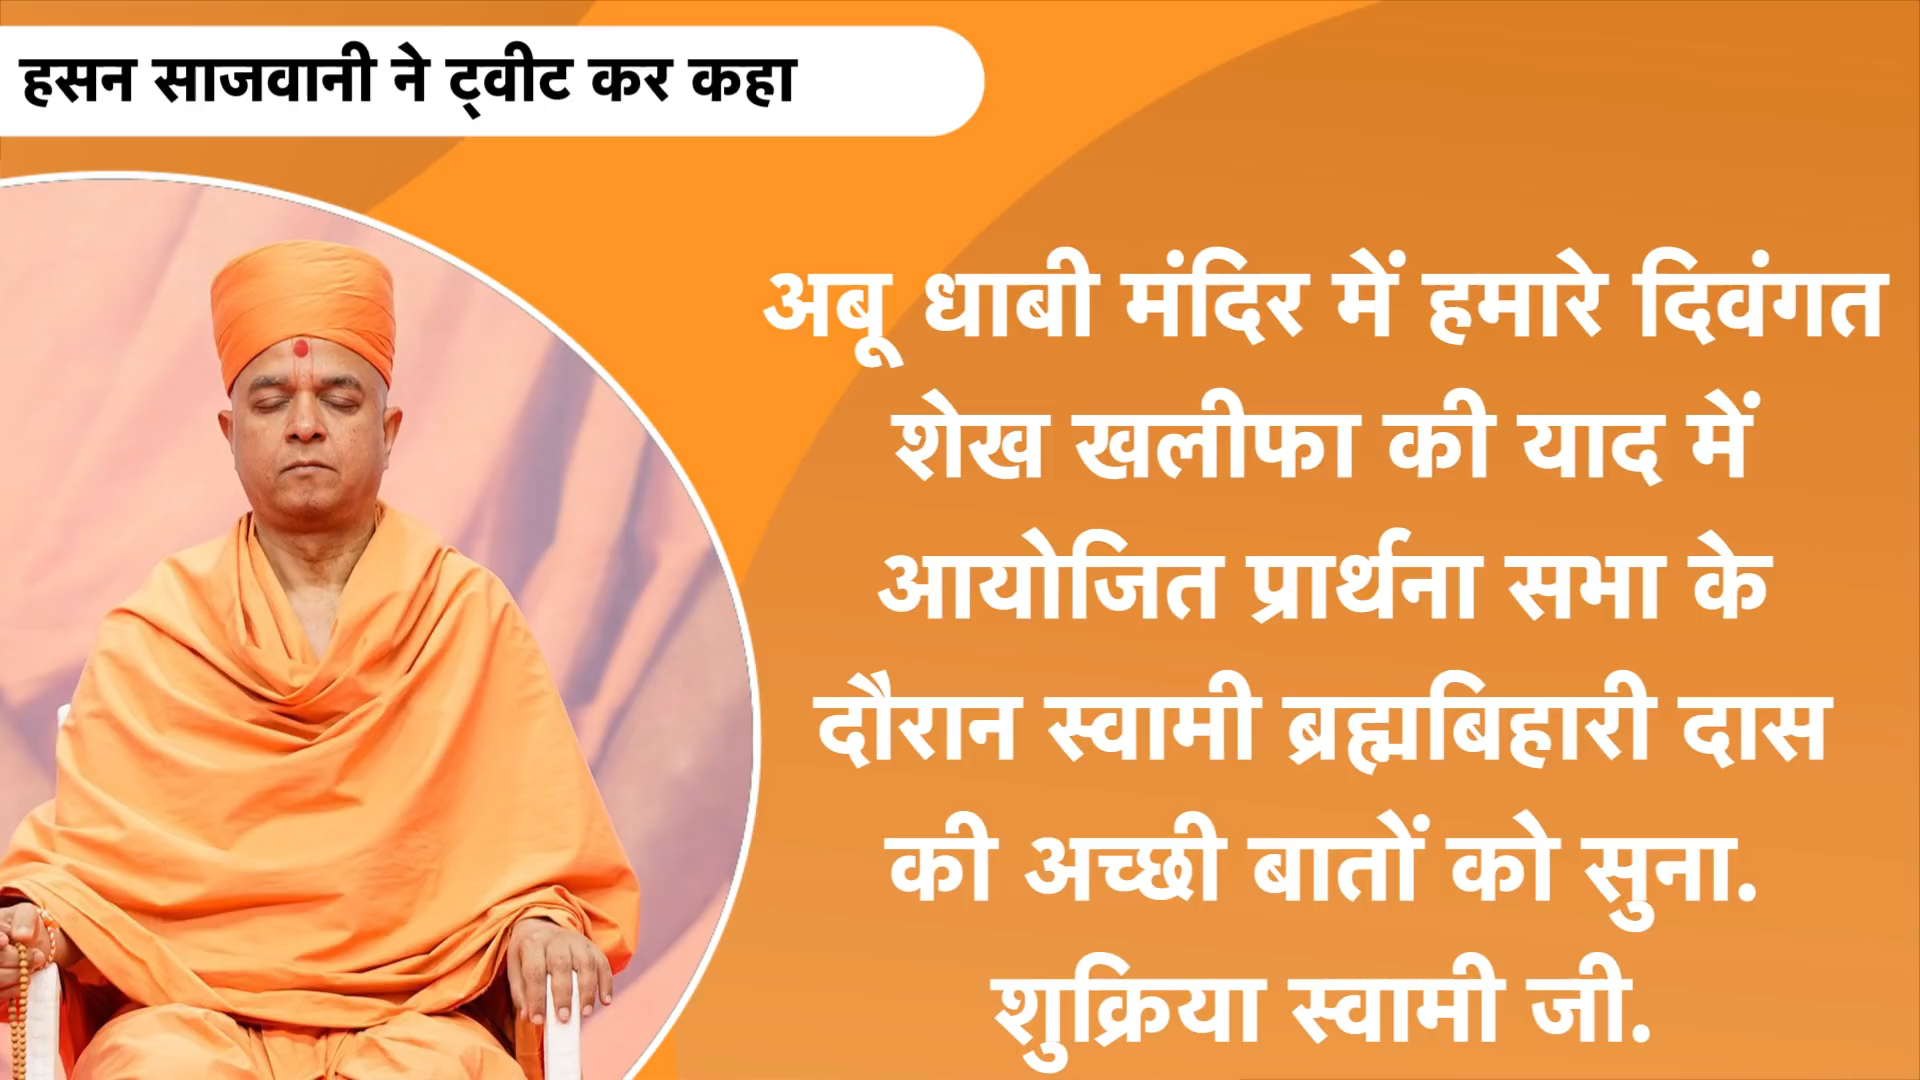 हसन साजवानी ने ट्वीट कर कहा
अबू धाबी मंदिर में हमारे दिवंगत
शेख खलीफा की याद में
आयोजित प्रार्थना सभा के
दौरान स्वामी ब्रह्मबिहारी दास
की अच्छी बातों को सुना.
शुक्रिया स्वामी जी.